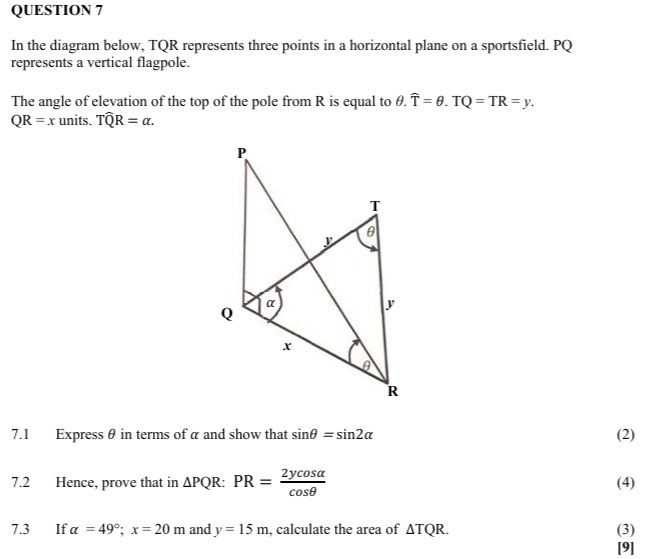 QUESTION 7
In the diagram below, TQR represents three points in a horizontal plane on a sportsfield. PQ
represents a vertical flagpole.
The angle of elevation of the top of the pole from R is equal to θ. T̂ = θ. TQ = TR = y.
QR = x units. TQ̂R = α.
P
T
θ
y
α
Q
y
x
θ
R
7.1 Express θ in terms of α and show that sinθ = sin2α (2)
7.2 Hence, prove that in ΔPQR: PR = 2ycosα/cosθ (4)
7.3 If α = 49°; x = 20 m and y = 15 m, calculate the area of ΔTQR. (3)
[9]